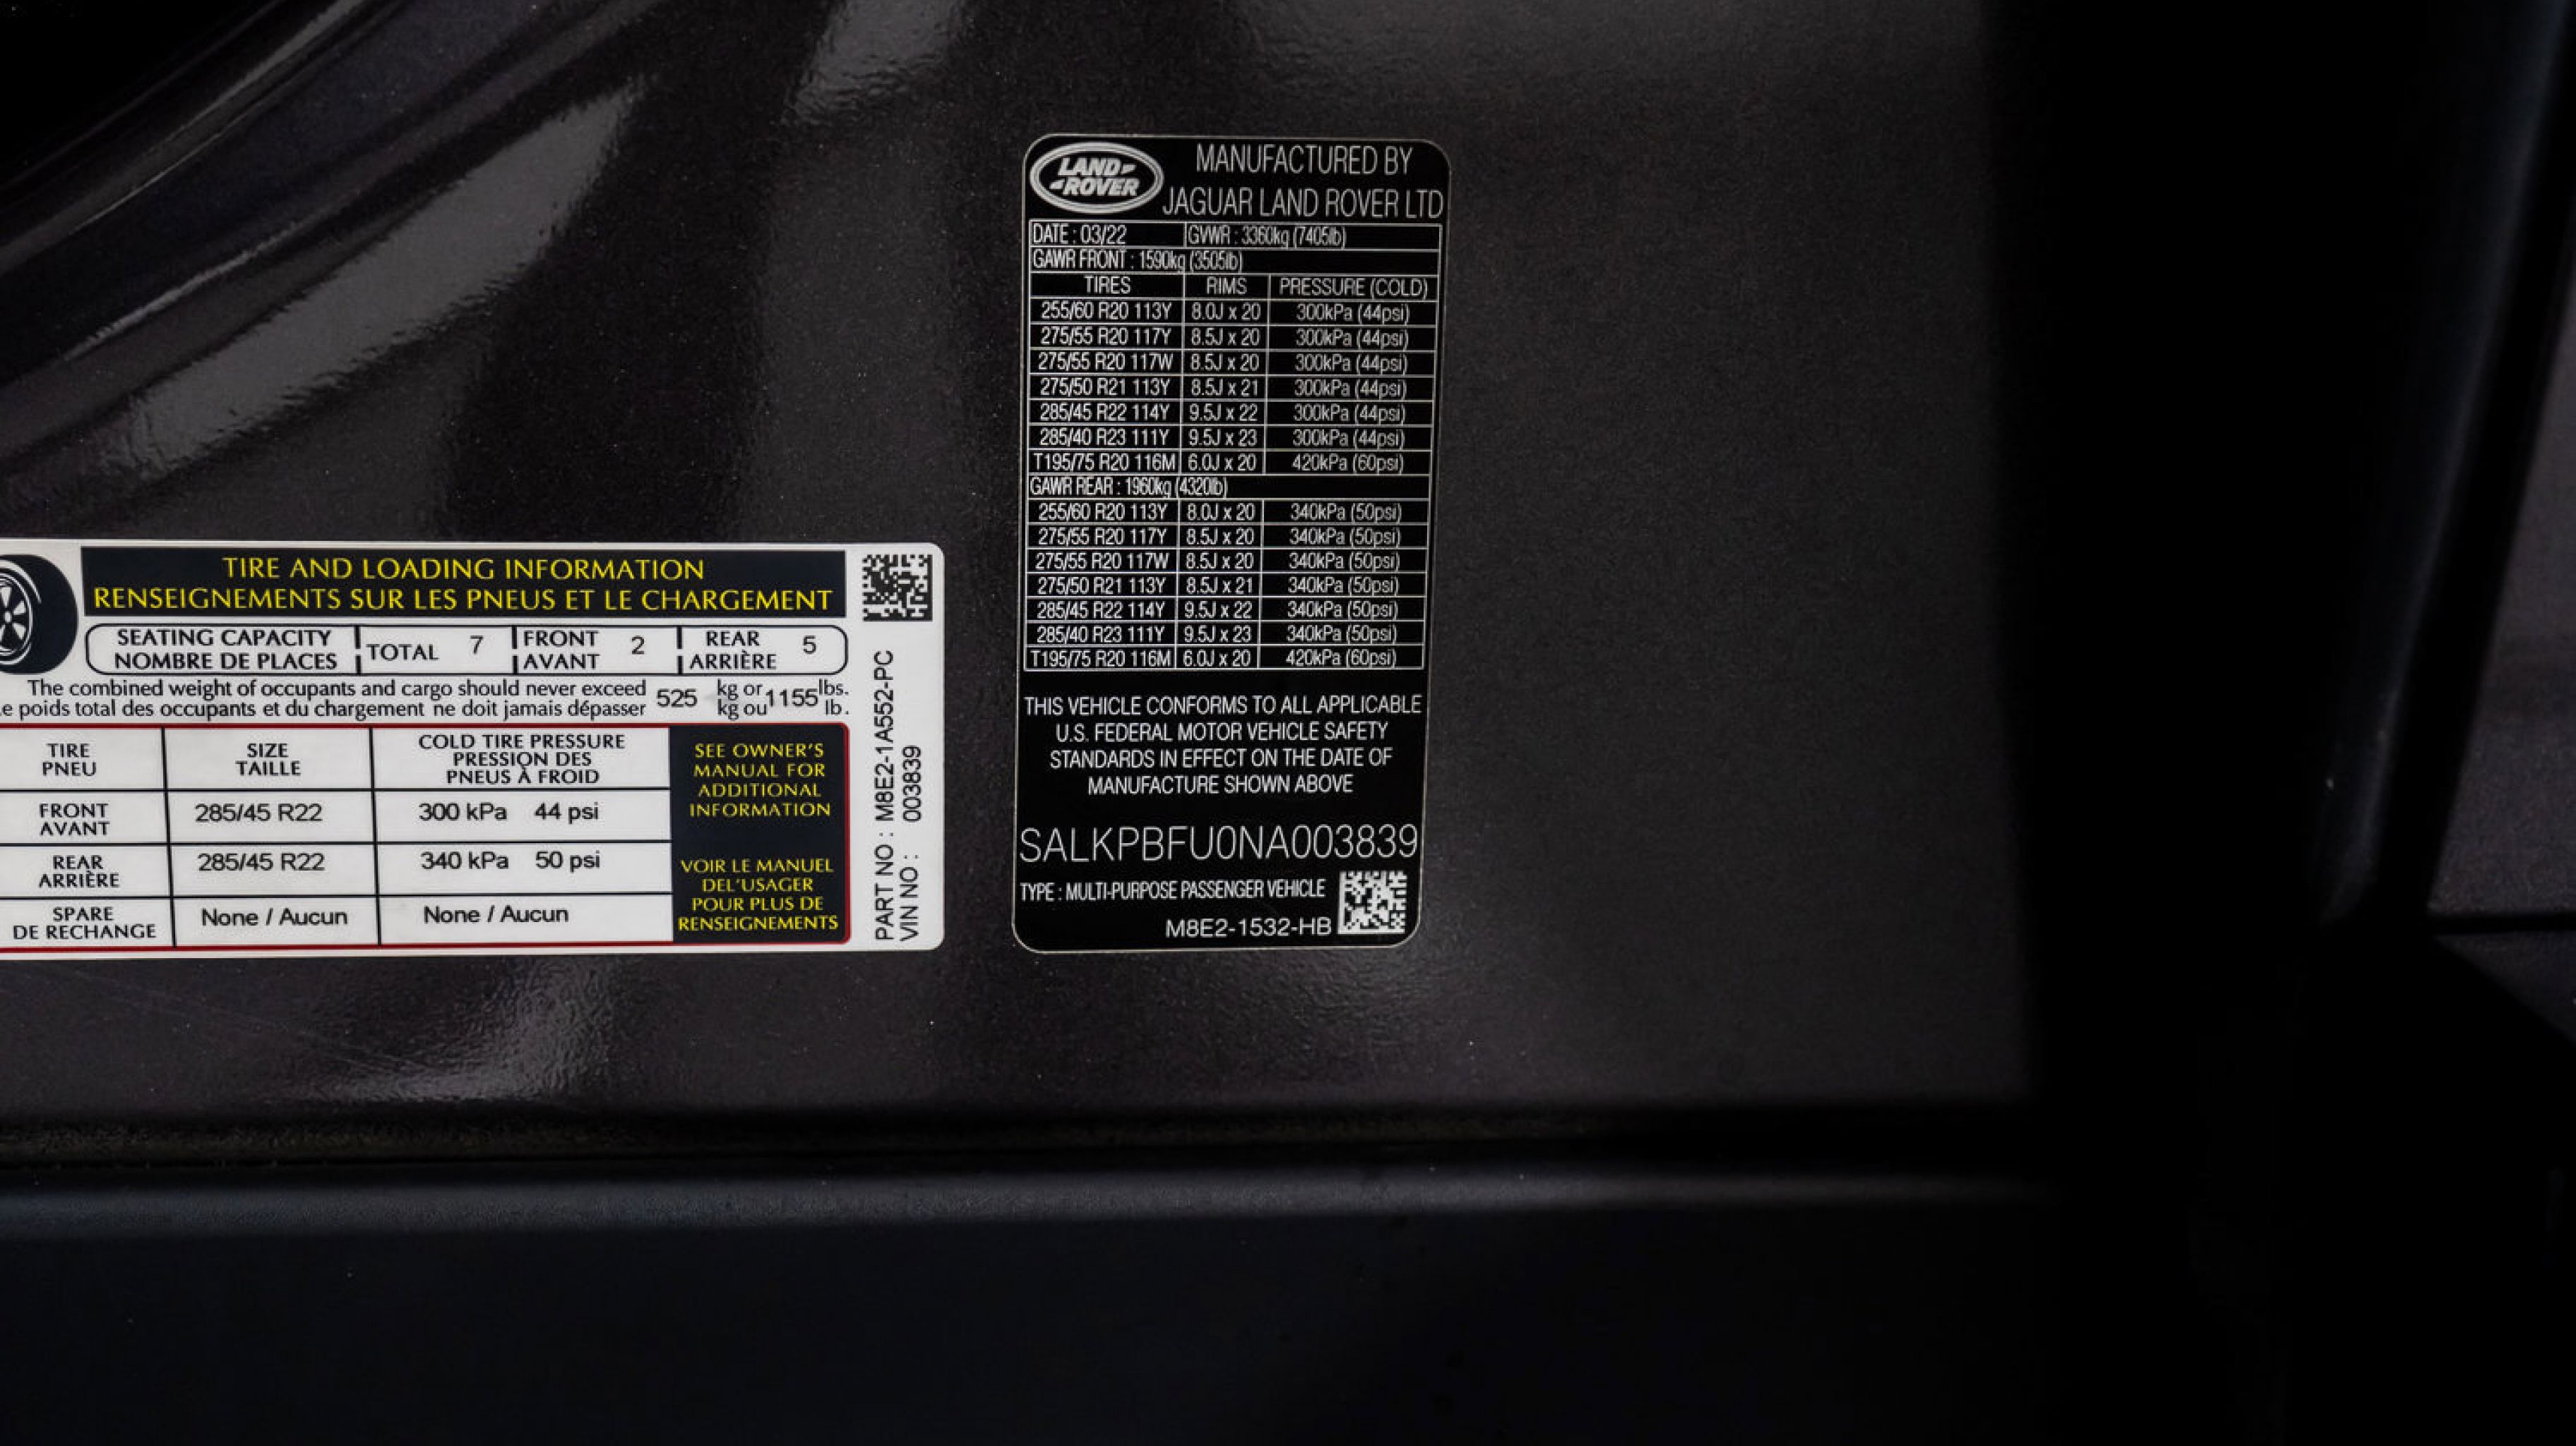 TIRE AND LOADING INFORMATION
RENSEIGNEMENTS SUR LES PNEUS ET LE CHARGEMENT
SEATING CAPACITY
NOMBRE DE PLACES
TOTAL 7
FRONT
AVANT 2
REAR
ARRIÈRE 5
The combined weight of occupants and cargo should never exceed 525 kg or 1155 lbs.
e poids total des occupants et du chargement ne doit jamais dépasser kg ou lb.
TIRE
PNEU
SIZE
TAILLE
COLD TIRE PRESSURE
PRESSION DES
PNEUS À FROID
FRONT
AVANT
285/45 R22
300 kPa 44 psi
REAR
ARRIÈRE
285/45 R22
340 kPa 50 psi
SPARE
DE RECHANGE
None / Aucun
None / Aucun
SEE OWNER'S
MANUAL FOR
ADDITIONAL
INFORMATION
VOIR LE MANUEL
DEL'USAGER
POUR PLUS DE
RENSEIGNEMENTS
PART NO : M8E2-1A552-PC
VIN NO : 003839
LAND-
-ROVER
MANUFACTURED BY
JAGUAR LAND ROVER LTD
DATE : 03/22 GVWR : 3360kg (7405lb)
GAWR FRONT : 1590kg (3505lb)
TIRES RIMS PRESSURE (COLD)
255/60 R20 113Y 8.0J x 20 300kPa (44psi)
275/55 R20 117Y 8.5J x 20 300kPa (44psi)
275/55 R20 117W 8.5J x 20 300kPa (44psi)
275/50 R21 113Y 8.5J x 21 300kPa (44psi)
285/45 R22 114Y 9.5J x 22 300kPa (44psi)
285/40 R23 111Y 9.5J x 23 300kPa (44psi)
T195/75 R20 116M 6.0J x 20 420kPa (60psi)
GAWR REAR : 1960kg (4320lb)
255/60 R20 113Y 8.0J x 20 340kPa (50psi)
275/55 R20 117Y 8.5J x 20 340kPa (50psi)
275/55 R20 117W 8.5J x 20 340kPa (50psi)
275/50 R21 113Y 8.5J x 21 340kPa (50psi)
285/45 R22 114Y 9.5J x 22 340kPa (50psi)
285/40 R23 111Y 9.5J x 23 340kPa (50psi)
T195/75 R20 116M 6.0J x 20 420kPa (60psi)
THIS VEHICLE CONFORMS TO ALL APPLICABLE
U.S. FEDERAL MOTOR VEHICLE SAFETY
STANDARDS IN EFFECT ON THE DATE OF
MANUFACTURE SHOWN ABOVE
SALKPBFU0NA003839
TYPE : MULTI-PURPOSE PASSENGER VEHICLE
M8E2-1532-HB